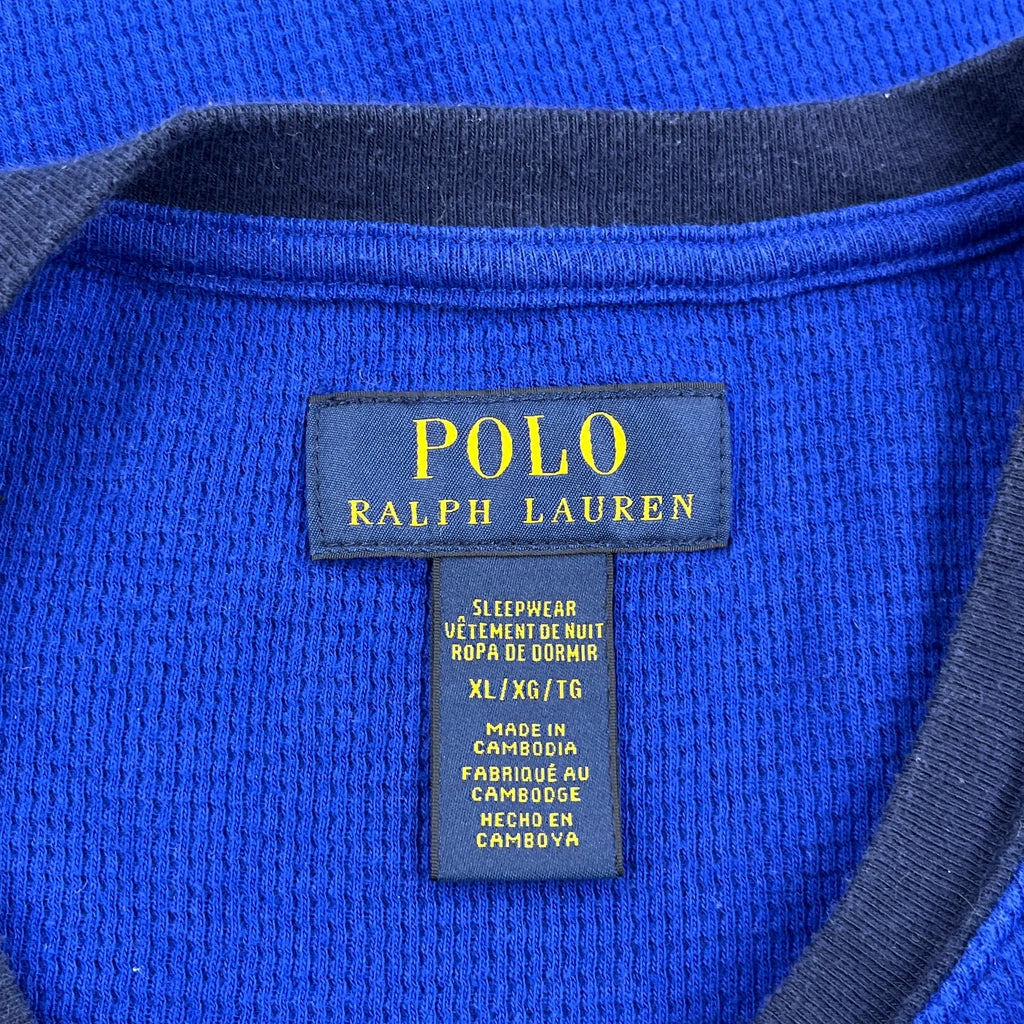 POLO
RALPH LAUREN
SLEEPWEAR
VÊTEMENT DE NUIT
ROPA DE DORMIR
XL/XG/TG
MADE IN
CAMBODIA
FABRIQUÉ AU
CAMBODGE
HECHO EN
CAMBOYA